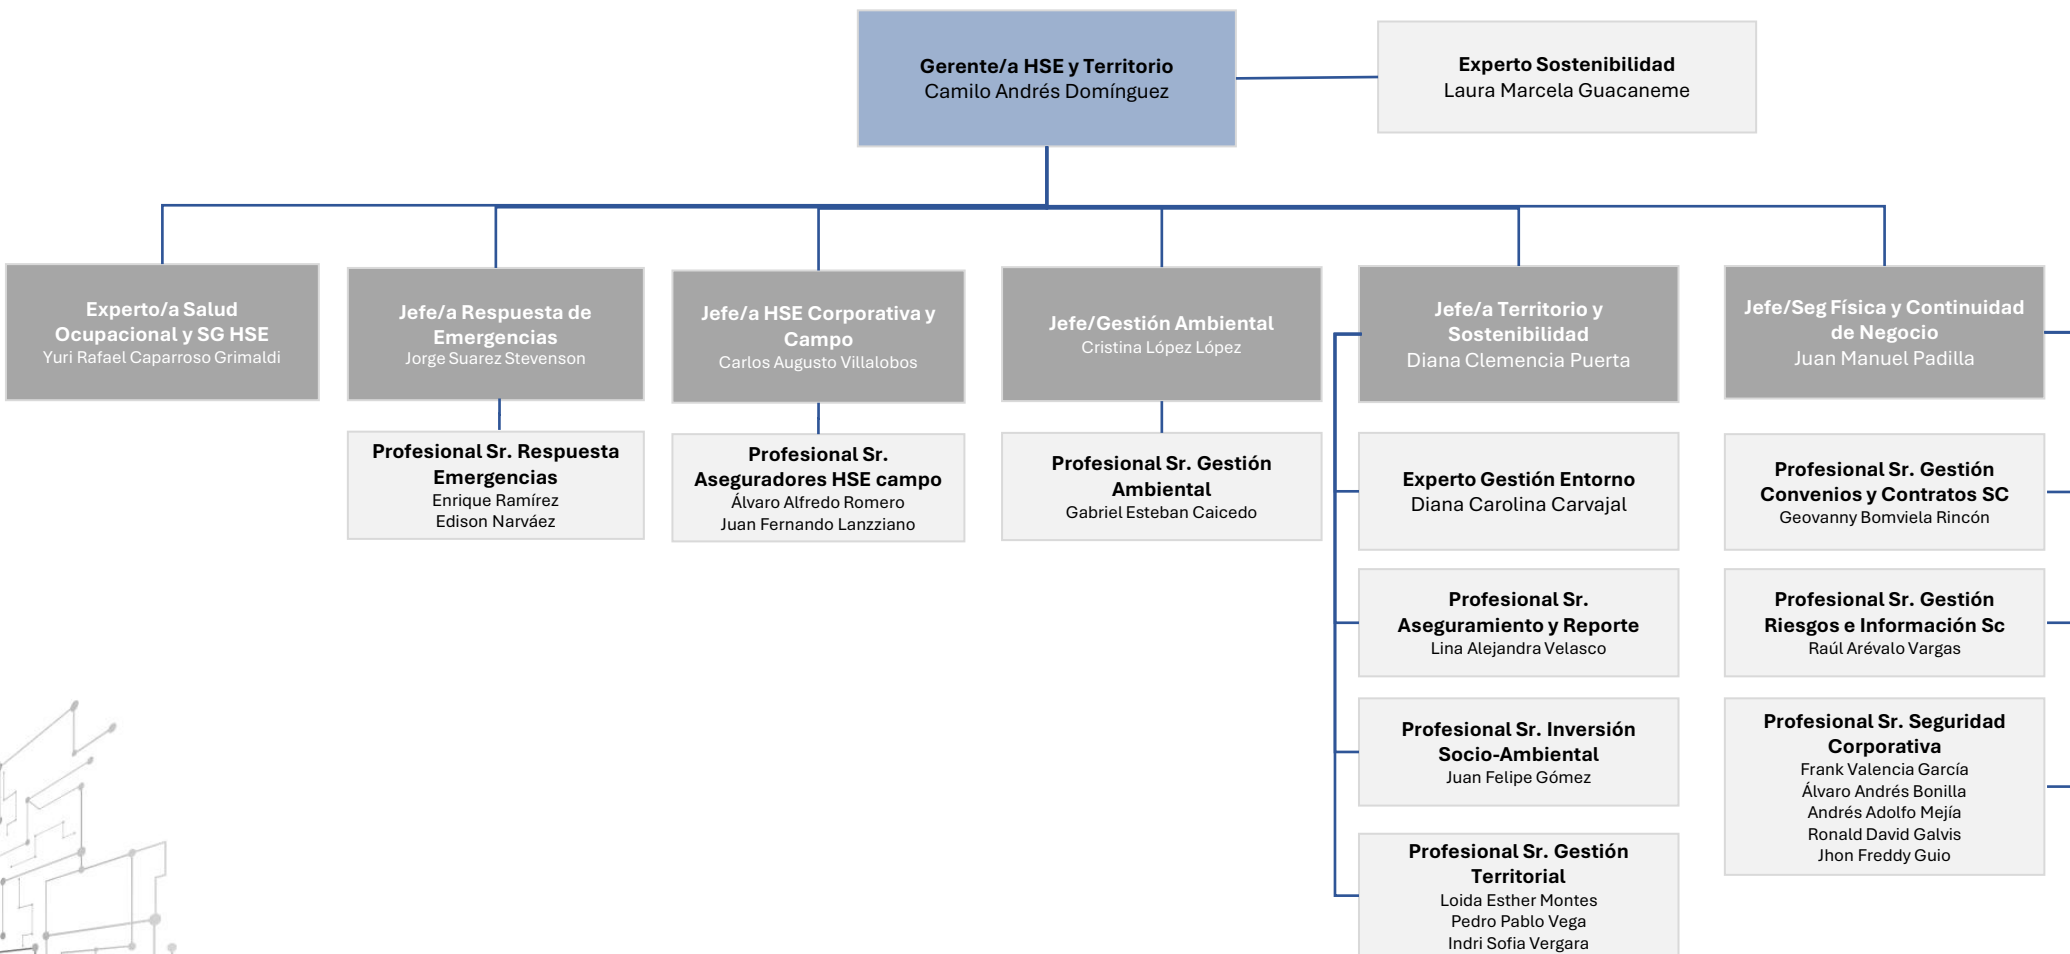 Gerente/a HSE y Territorio
Camilo Andrés Domínguez
Experto Sostenibilidad
Laura Marcela Guacaneme
Experto/a Salud
Ocupacional y SG HSE
Yuri Rafael Caparroso Grimaldi
Jefe/a Respuesta de
Emergencias
Jorge Suarez Stevenson
Jefe/a HSE Corporativa y
Campo
Carlos Augusto Villalobos
Jefe/Gestión Ambiental
Cristina López López
Jefe/a Territorio y
Sostenibilidad
Diana Clemencia Puerta
Jefe/Seg Física y Continuidad
de Negocio
Juan Manuel Padilla
Profesional Sr. Respuesta
Emergencias
Enrique Ramírez
Edison Narváez
Profesional Sr.
Aseguradores HSE campo
Álvaro Alfredo Romero
Juan Fernando Lanzziano
Profesional Sr. Gestión
Ambiental
Gabriel Esteban Caicedo
Experto Gestión Entorno
Diana Carolina Carvajal
Profesional Sr. Gestión
Convenios y Contratos SC
Geovanny Bomviela Rincón
Profesional Sr.
Aseguramiento y Reporte
Lina Alejandra Velasco
Profesional Sr. Gestión
Riesgos e Información Sc
Raúl Arévalo Vargas
Profesional Sr. Inversión
Socio-Ambiental
Juan Felipe Gómez
Profesional Sr. Seguridad
Corporativa
Frank Valencia García
Álvaro Andrés Bonilla
Andrés Adolfo Mejía
Ronald David Galvis
Jhon Freddy Guio
Profesional Sr. Gestión
Territorial
Loida Esther Montes
Pedro Pablo Vega
Indri Sofia Vergara